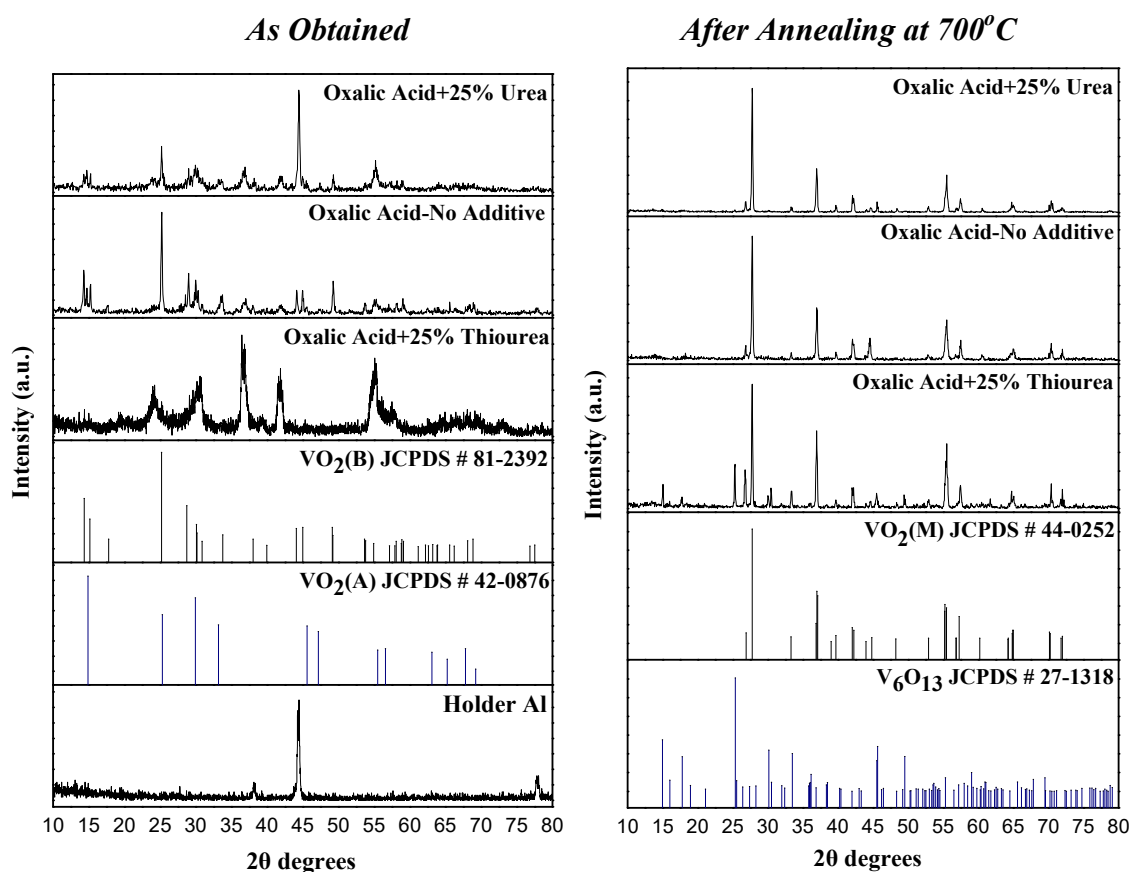 As Obtained
Oxalic Acid+25% Urea
Oxalic Acid-No Additive
Oxalic Acid+25% Thiourea
VO2(B) JCPDS # 81-2392
VO2(A) JCPDS # 42-0876
Holder Al
Intensity (a.u.)
10 15 20 25 30 35 40 45 50 55 60 65 70 75 80
2θ degrees
After Annealing at 700°C
Oxalic Acid+25% Urea
Oxalic Acid-No Additive
Oxalic Acid+25% Thiourea
VO2(M) JCPDS # 44-0252
V6O13 JCPDS # 27-1318
Intensity (a.u.)
10 15 20 25 30 35 40 45 50 55 60 65 70 75 80
2θ degrees